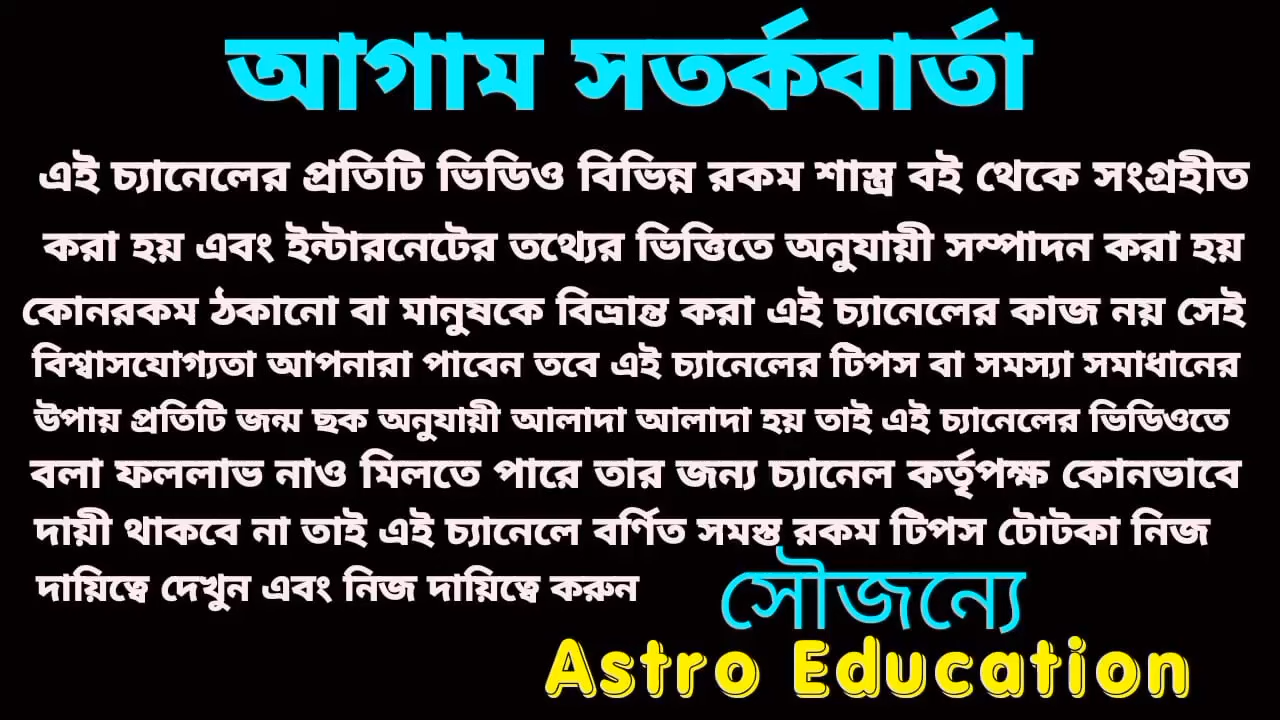 আগাম সতর্কবার্তা
এই চ্যানেলের প্রতিটি ভিডিও বিভিন্ন রকম শাস্ত্র বই থেকে সংগ্রহীত
করা হয় এবং ইন্টারনেটের তথ্যের ভিত্তিতে অনুযায়ী সম্পাদন করা হয়
কোনরকম ঠকানো বা মানুষকে বিভ্রান্ত করা এই চ্যানেলের কাজ নয় সেই
বিশ্বাসযোগ্যতা আপনারা পাবেন তবে এই চ্যানেলের টিপস বা সমস্যা সমাধানের
উপায় প্রতিটি জন্ম ছক অনুযায়ী আলাদা আলাদা হয় তাই এই চ্যানেলের ভিডিওতে
বলা ফললাভ নাও মিলতে পারে তার জন্য চ্যানেল কর্তৃপক্ষ কোনভাবে
দায়ী থাকবে না তাই এই চ্যানেলে বর্ণিত সমস্ত রকম টিপস টোটকা নিজ
দায়িত্বে দেখুন এবং নিজ দায়িত্বে করুন
সৌজন্যে
Astro Education